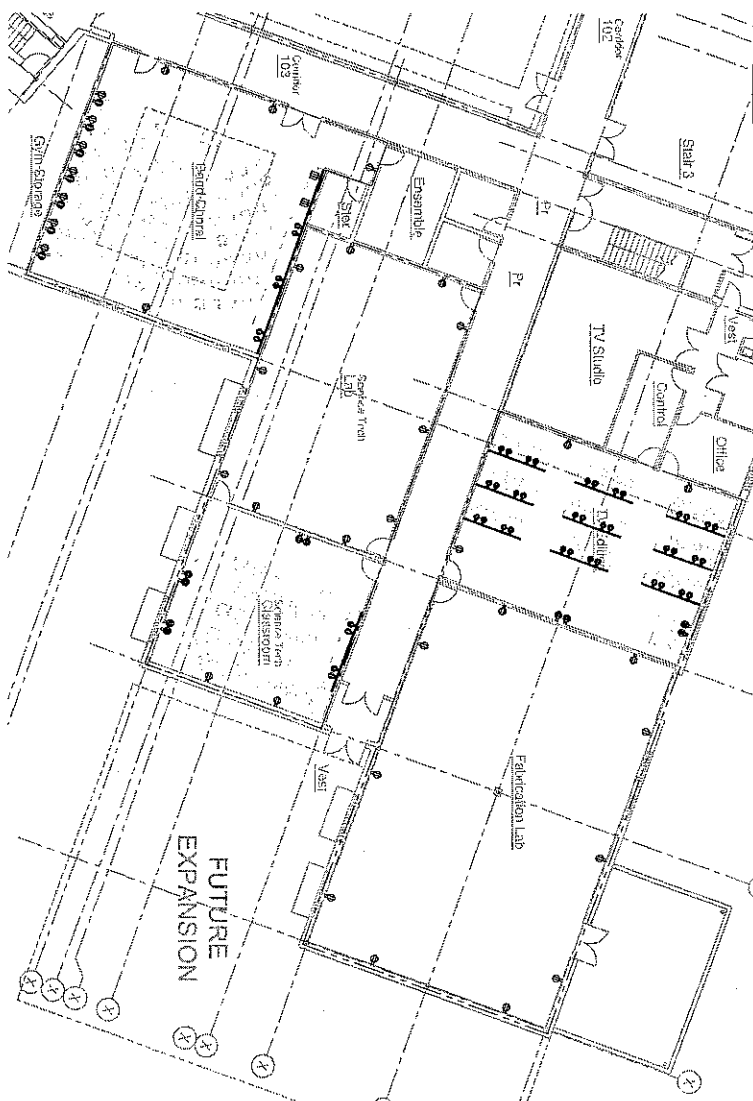 Corridor
102
Corridor
103
Stair 3
Gym Storage
Band Choral
Stor
Ensemble
Pr
Pr
Vest
TV Studio
Control
Office
Science Tech
Lab
Science Tech
Classroom
Fabrication Lab
Vest
FUTURE
EXPANSION
X
X
X
X
X
X
X
X